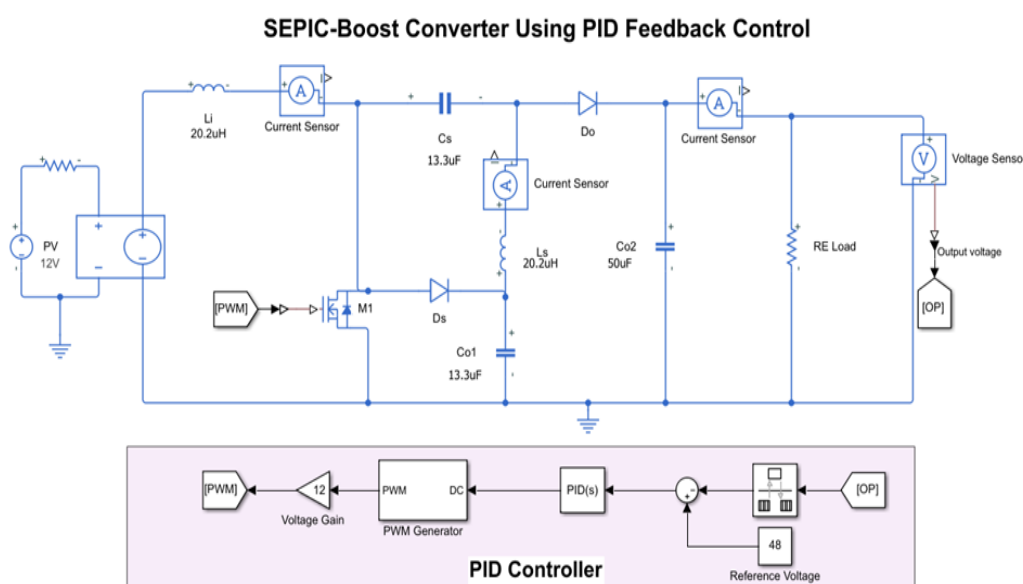 SEPIC-Boost Converter Using PID Feedback Control
Li
20.2uH
A
Current Sensor
Cs
13.3uF
Do
A
Current Sensor
V
Voltage Senso
A
Current Sensor
PV
12V
Ls
20.2uH
Co2
50uF
RE Load
Output voltage
[OP]
[PWM]
M1
Ds
Co1
13.3uF
[PWM]
12
Voltage Gain
PWM
DC
PWM Generator
PID(s)
[OP]
48
Reference Voltage
PID Controller